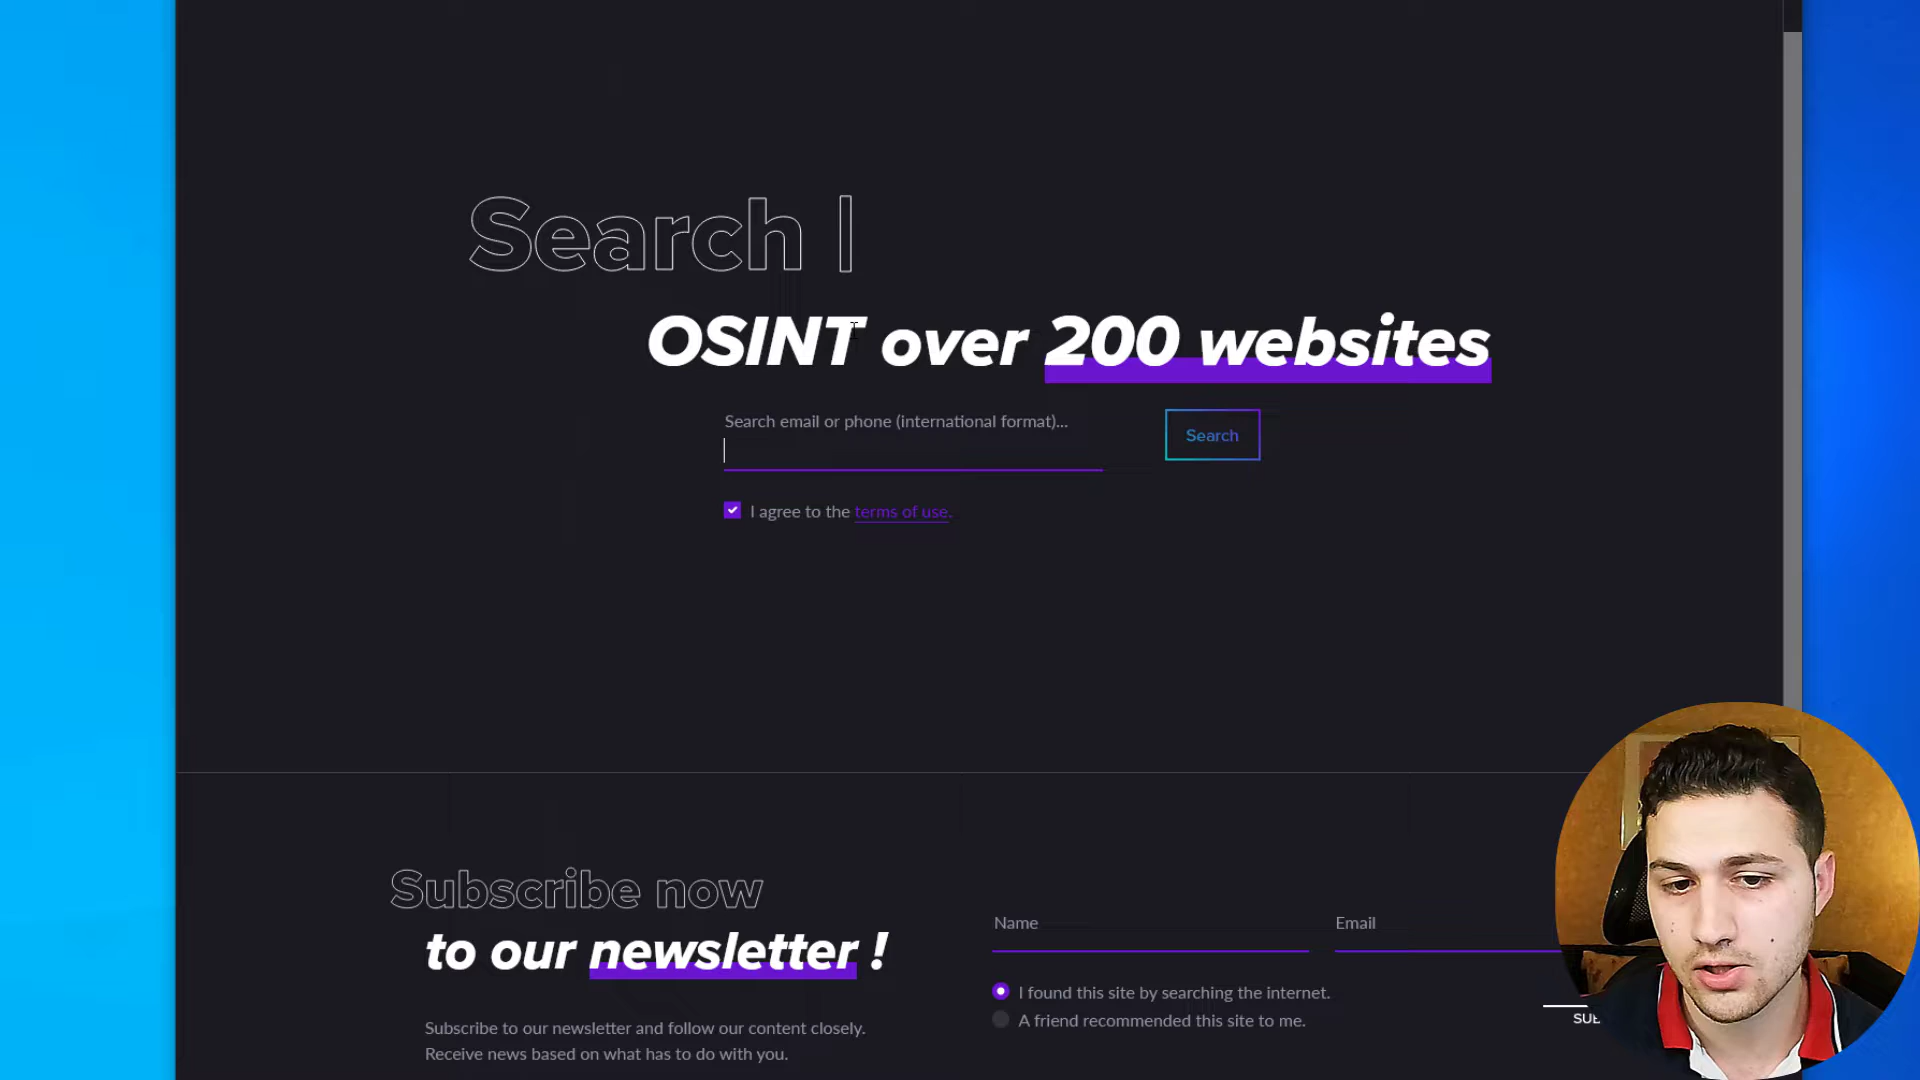 Search |
OSINT over 200 websites
Search email or phone (international format)...
Search
I agree to the terms of use.
Subscribe now
to our newsletter !
Subscribe to our newsletter and follow our content closely.
Receive news based on what has to do with you.
Name
Email
I found this site by searching the internet.
A friend recommended this site to me.